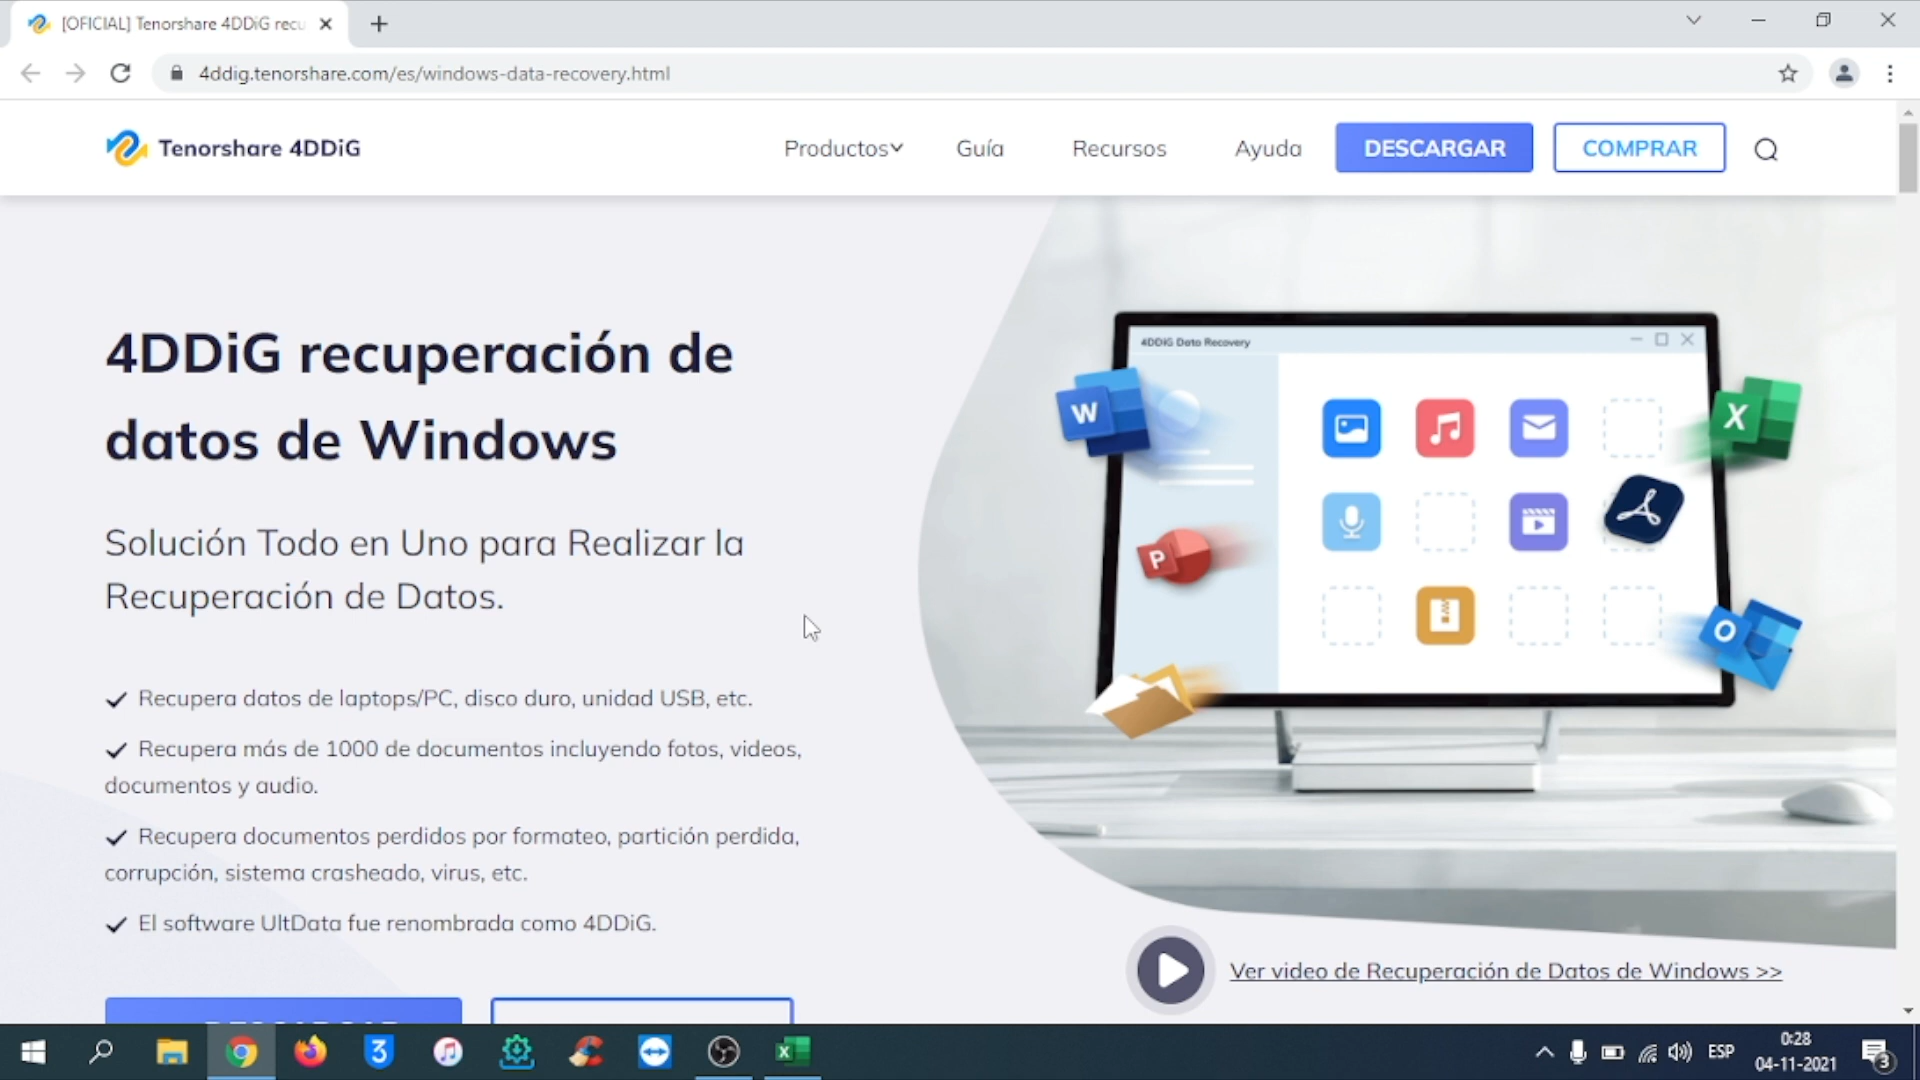 [OFICIAL] Tenorshare 4DDiG recu
4ddig.tenorshare.com/es/windows-data-recovery.html
Tenorshare 4DDiG
Productos
Guía
Recursos
Ayuda
DESCARGAR
COMPRAR
4DDiG recuperación de
datos de Windows
Solución Todo en Uno para Realizar la
Recuperación de Datos.
Recupera datos de laptops/PC, disco duro, unidad USB, etc.
Recupera más de 1000 de documentos incluyendo fotos, videos,
documentos y audio.
Recupera documentos perdidos por formateo, partición perdida,
corrupción, sistema crasheado, virus, etc.
El software UltData fue renombrada como 4DDiG.
4DDiG Data Recovery
W
X
P
O
Ver video de Recuperación de Datos de Windows >>
3
X
ESP
0:28
04-11-2021
3